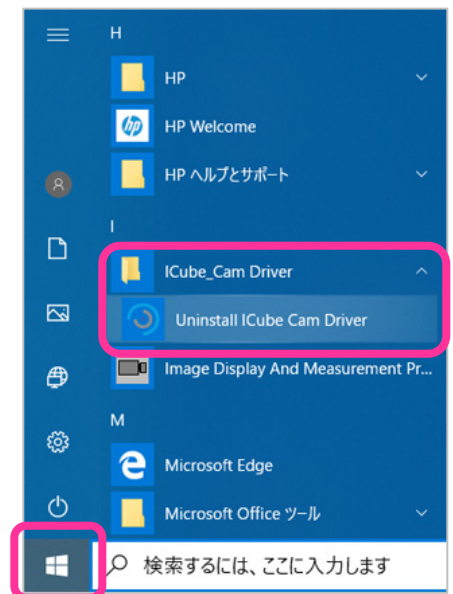 H
HP
hp
HP Welcome
HP ヘルプとサポート
I
ICube_Cam Driver
Uninstall ICube Cam Driver
Image Display And Measurement Pr...
M
Microsoft Edge
Microsoft Office ツール
検索するには、ここに入力します